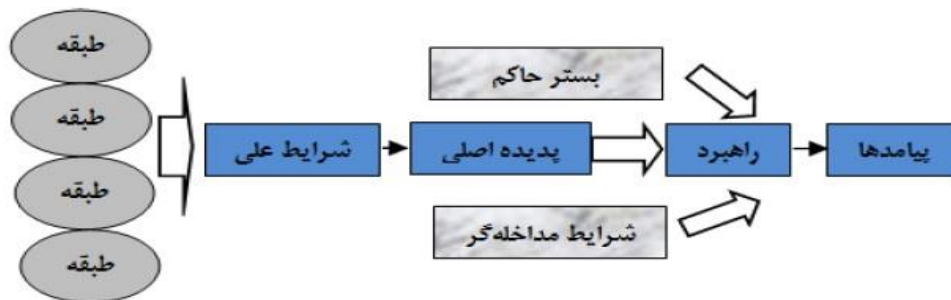 طبقه
طبقه
طبقه
طبقه
بستر حاکم
شرایط علی
پدیده اصلی
راهبرد
پیامدها
شرایط مداخله‌گر